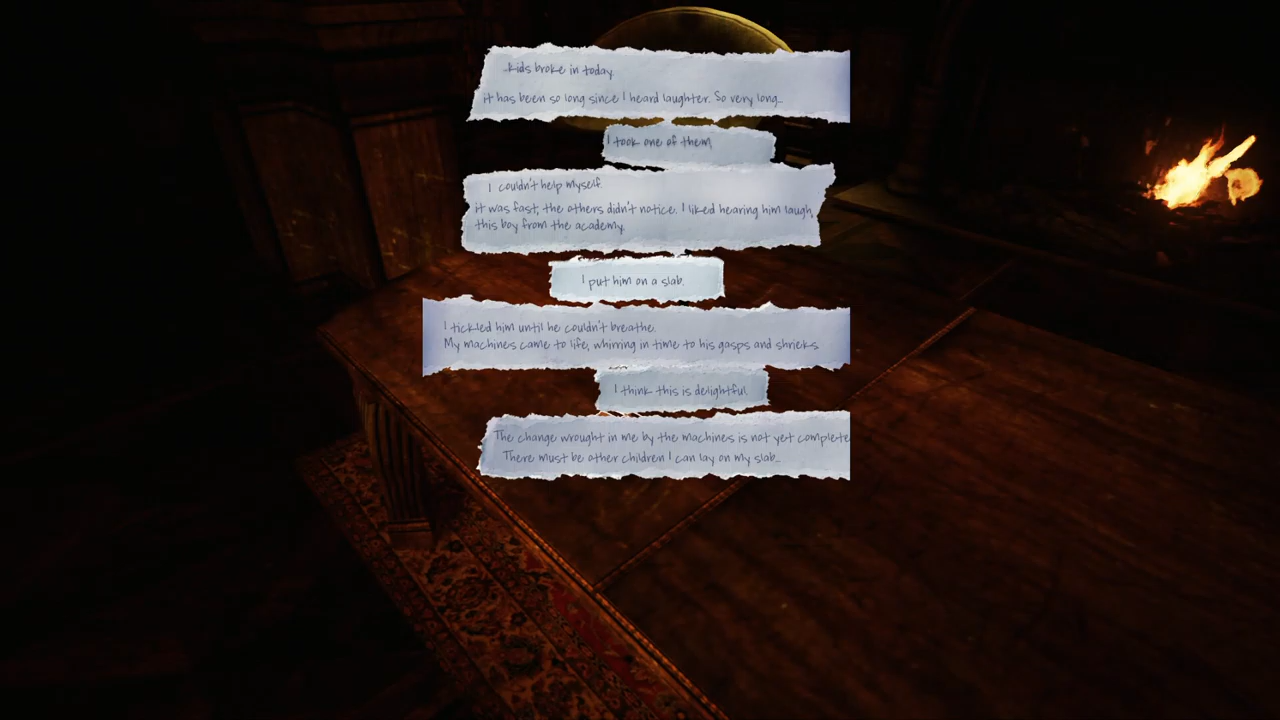 ..kids broke in today.
it has been so long since I heard laughter. So very long...
I took one of them
I couldn't help myself.
it was fast, the others didn't notice. I liked hearing him laugh,
this boy from the academy.
I put him on a slab.
I tickled him until he couldn't breathe.
My machines came to life, whirring in time to his gasps and shrieks.
I think this is delightful
The change wrought in me by the machines is not yet complete
There must be other children I can lay on my slab...